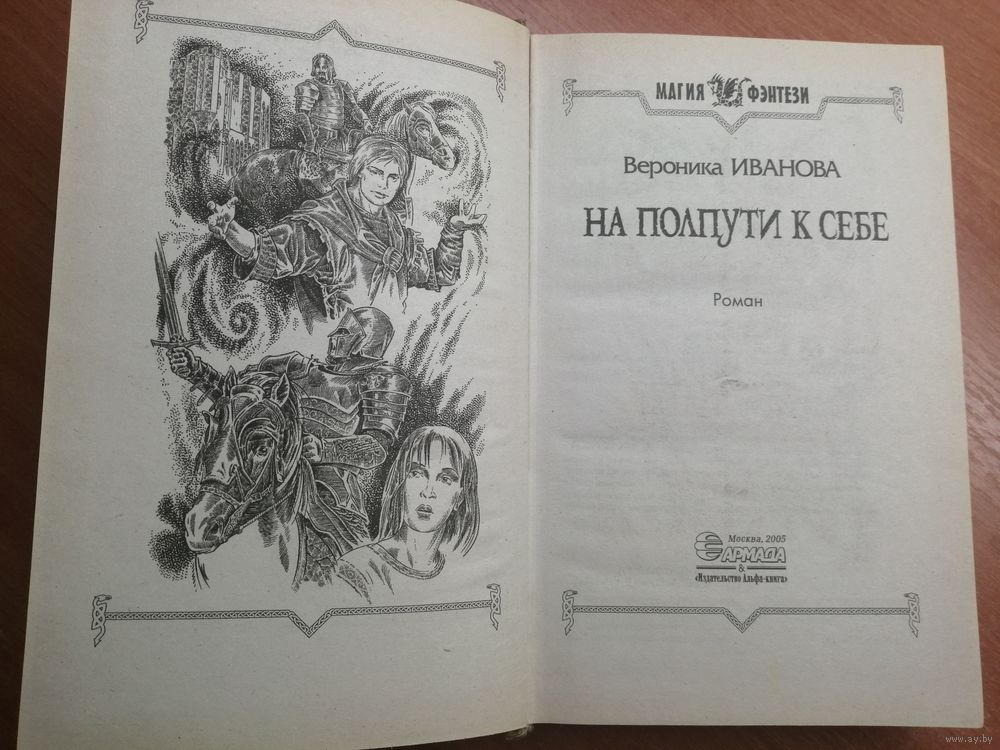 МАГИЯ ФЭНТЕЗИ
Вероника ИВАНОВА
НА ПОЛПУТИ К СЕБЕ
Роман
Москва, 2005
АРМАДА
&
«Издательство Альфа-книга»
www.ay.by